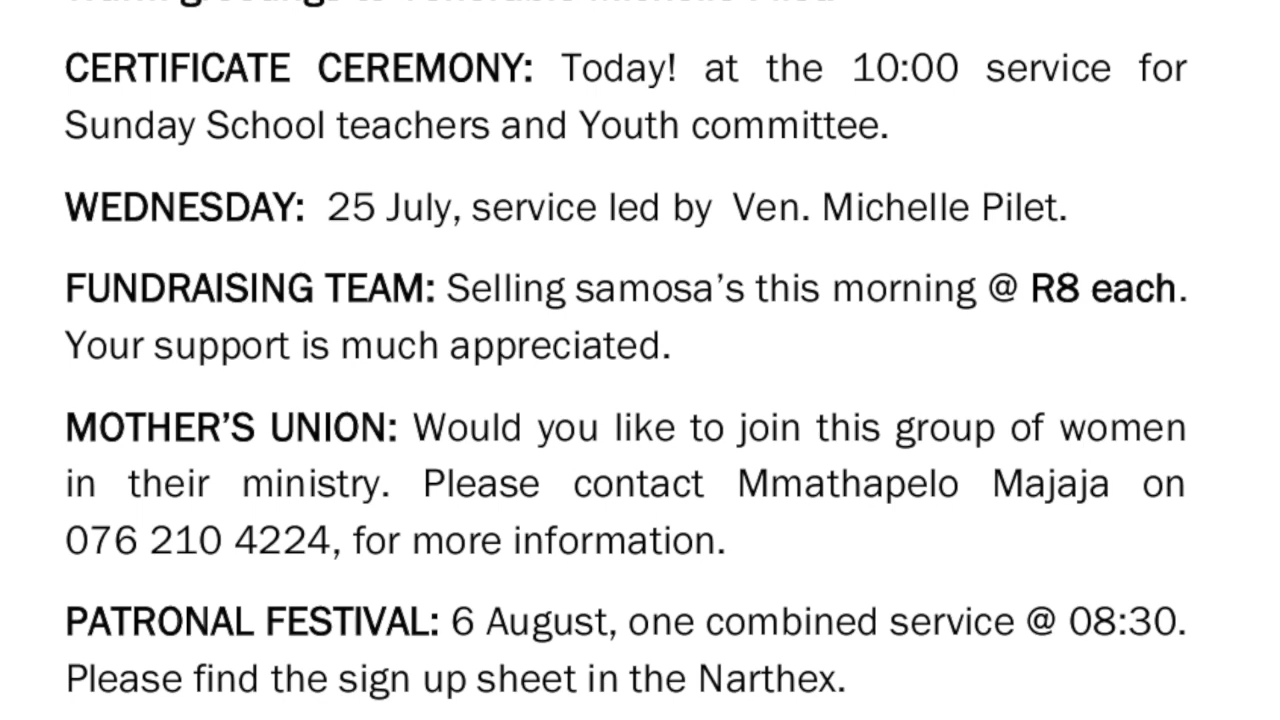 CERTIFICATE CEREMONY: Today! at the 10:00 service for
Sunday School teachers and Youth committee.
WEDNESDAY: 25 July, service led by Ven. Michelle Pilet.
FUNDRAISING TEAM: Selling samosa’s this morning @ R8 each.
Your support is much appreciated.
MOTHER’S UNION: Would you like to join this group of women
in their ministry. Please contact Mmathapelo Majaja on
076 210 4224, for more information.
PATRONAL FESTIVAL: 6 August, one combined service @ 08:30.
Please find the sign up sheet in the Narthex.